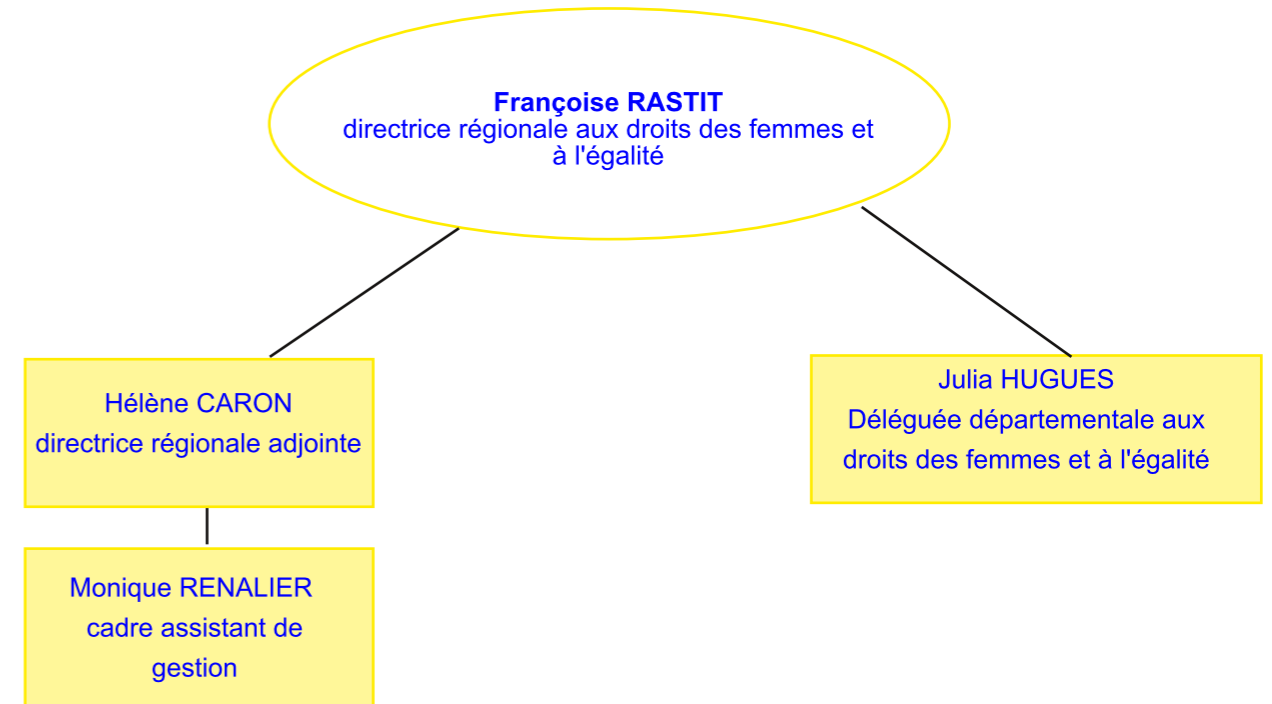 Françoise RASTIT
directrice régionale aux droits des femmes et
à l'égalité
Hélène CARON
directrice régionale adjointe
Julia HUGUES
Déléguée départementale aux
droits des femmes et à l'égalité
Monique RENALIER
cadre assistant de
gestion